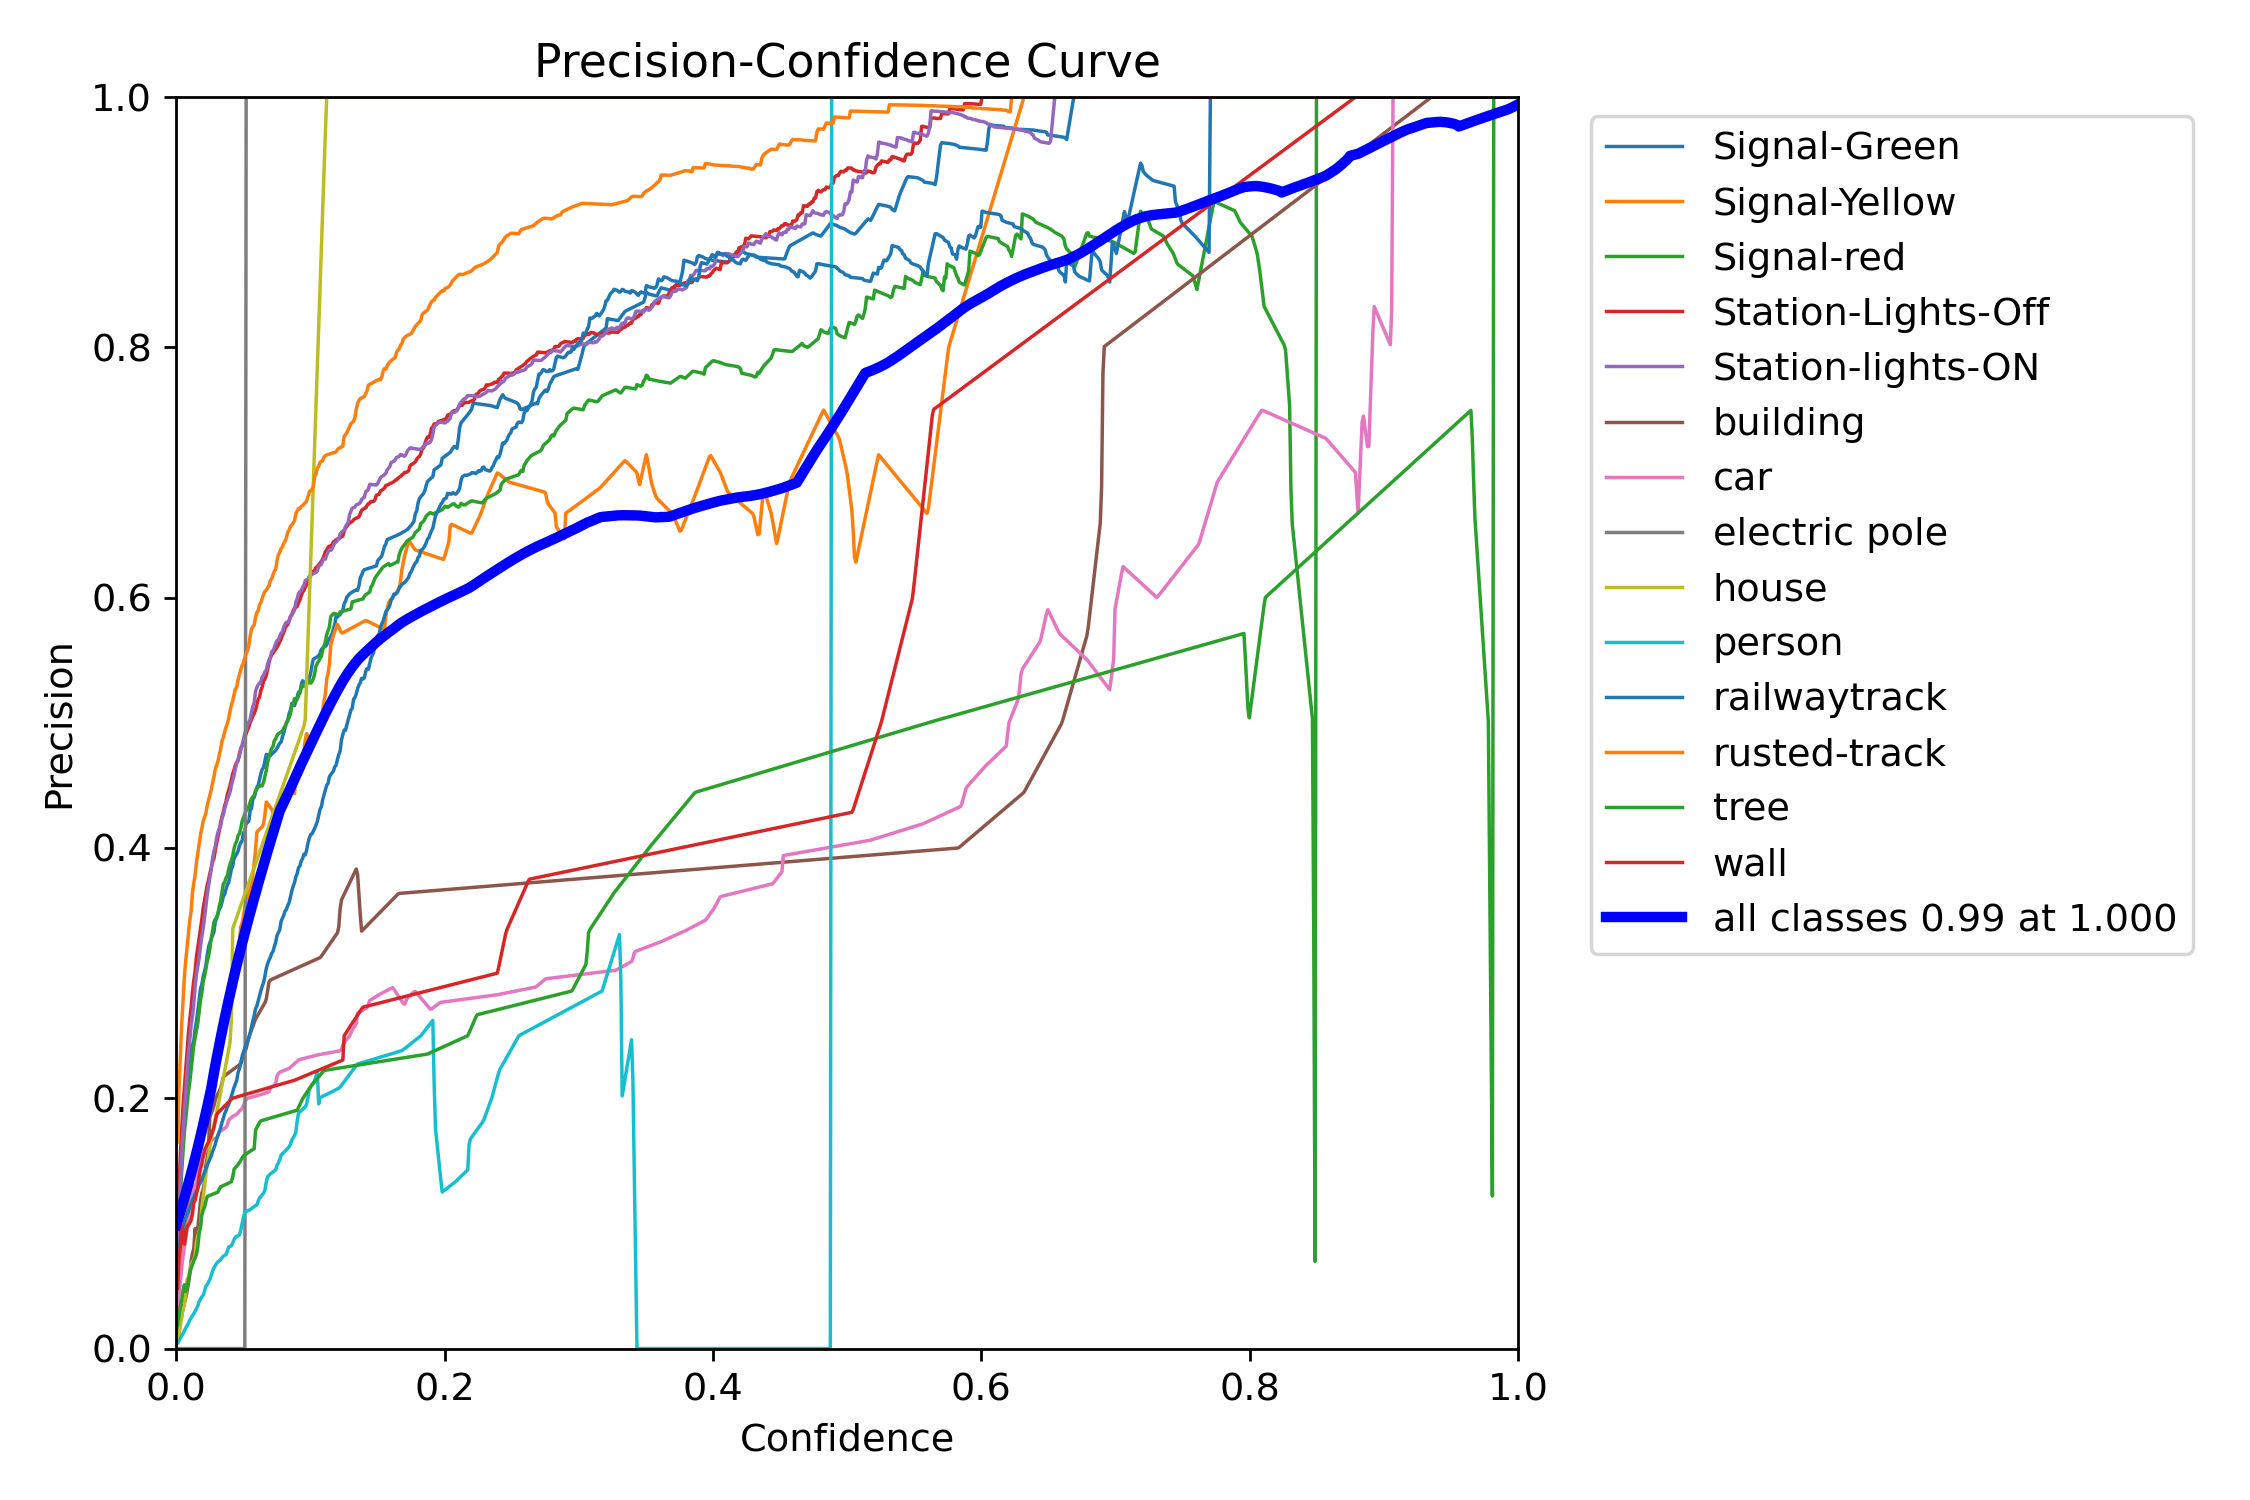 Precision-Confidence Curve
1.0
0.8
0.6
0.4
0.2
0.0
Precision
0.0 0.2 0.4 0.6 0.8 1.0
Confidence
Signal-Green
Signal-Yellow
Signal-red
Station-Lights-Off
Station-lights-ON
building
car
electric pole
house
person
railwaytrack
rusted-track
tree
wall
all classes 0.99 at 1.000